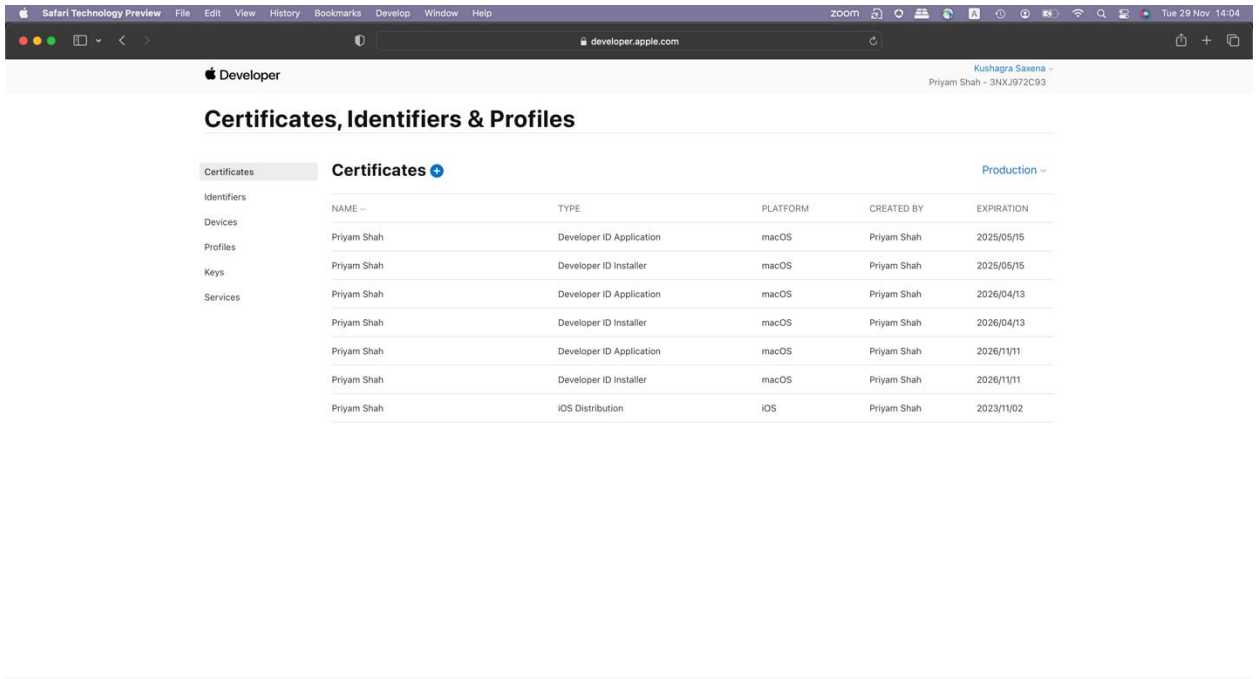 Safari Technology Preview File Edit View History Bookmarks Develop Window Help zoom A Tue 29 Nov 14:04
developer.apple.com
Developer
Kushagra Saxena
Priyam Shah - 3NXJ972C93
Certificates, Identifiers & Profiles
Certificates
Identifiers
Devices
Profiles
Keys
Services
Certificates
Production
NAME TYPE PLATFORM CREATED BY EXPIRATION
Priyam Shah Developer ID Application macOS Priyam Shah 2025/05/15
Priyam Shah Developer ID Installer macOS Priyam Shah 2025/05/15
Priyam Shah Developer ID Application macOS Priyam Shah 2026/04/13
Priyam Shah Developer ID Installer macOS Priyam Shah 2026/04/13
Priyam Shah Developer ID Application macOS Priyam Shah 2026/11/11
Priyam Shah Developer ID Installer macOS Priyam Shah 2026/11/11
Priyam Shah iOS Distribution iOS Priyam Shah 2023/11/02